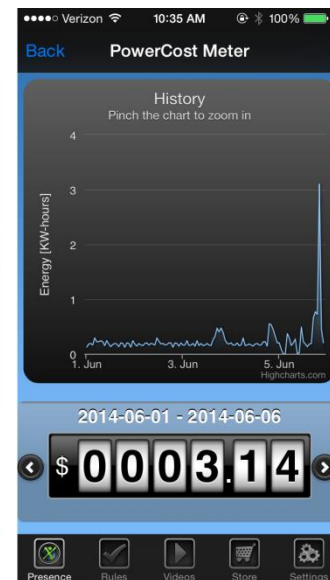 Verizon 10:35 AM 100%
Back PowerCost Meter
History
Pinch the chart to zoom in
Energy [KW-hours]
4
3
2
1
0
1. Jun 3. Jun 5. Jun
Highcharts.com
2014-06-01 - 2014-06-06
$ 0003.14
Presence Rules Videos Store Settings